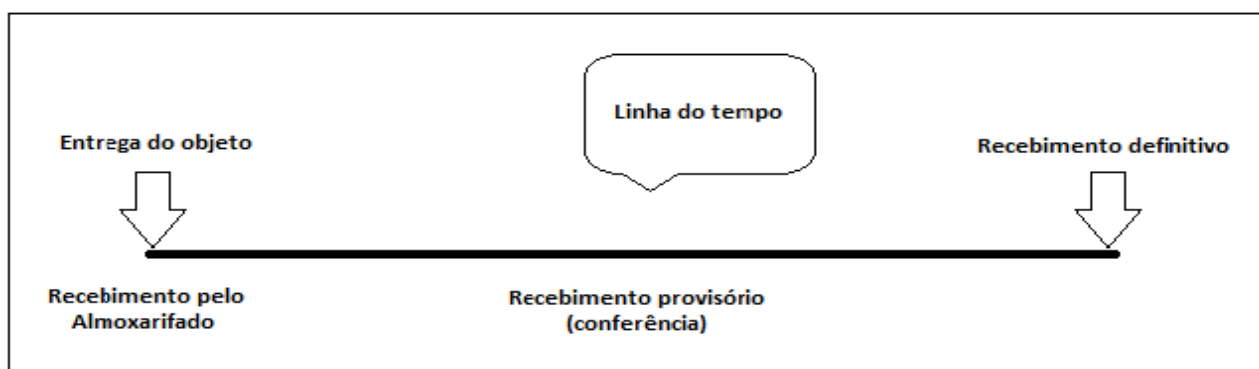 Linha do tempo
Entrega do objeto
Recebimento definitivo
Recebimento pelo
Almoxarifado
Recebimento provisório
(conferência)